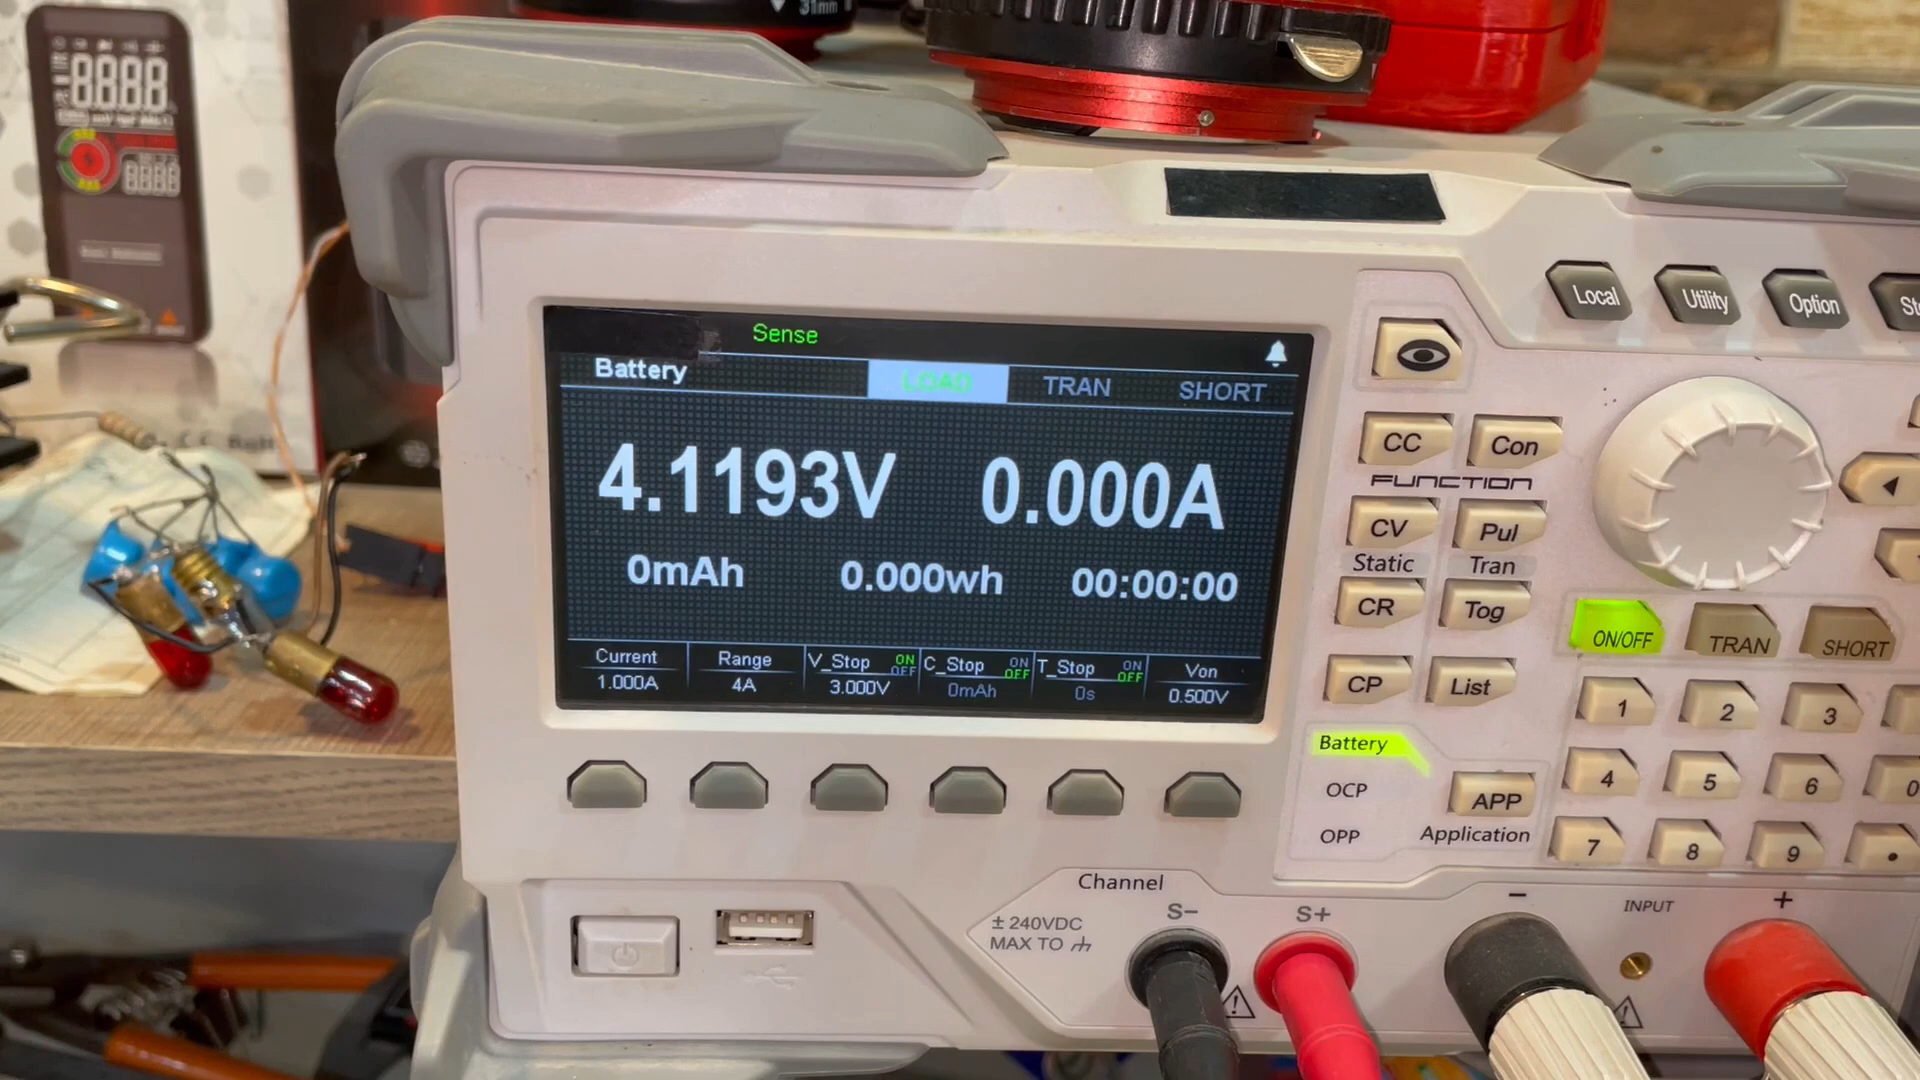 31mm
8888
8888
Local
Utility
Option
Sense
Battery
LOAD
TRAN
SHORT
4.1193V
0.000A
0mAh
0.000wh
00:00:00
Current
1.000A
Range
4A
V_Stop ON OFF
3.000V
C_Stop ON OFF
0mAh
T_Stop ON OFF
0s
Von
0.500V
CC
Con
FUNCTION
CV
Pul
Static
Tran
CR
Tog
CP
List
ON/OFF
TRAN
SHORT
Battery
OCP
OPP
APP
Application
1
2
3
4
5
6
0
7
8
9
.
Channel
± 240VDC
MAX TO
S-
S+
-
INPUT
+